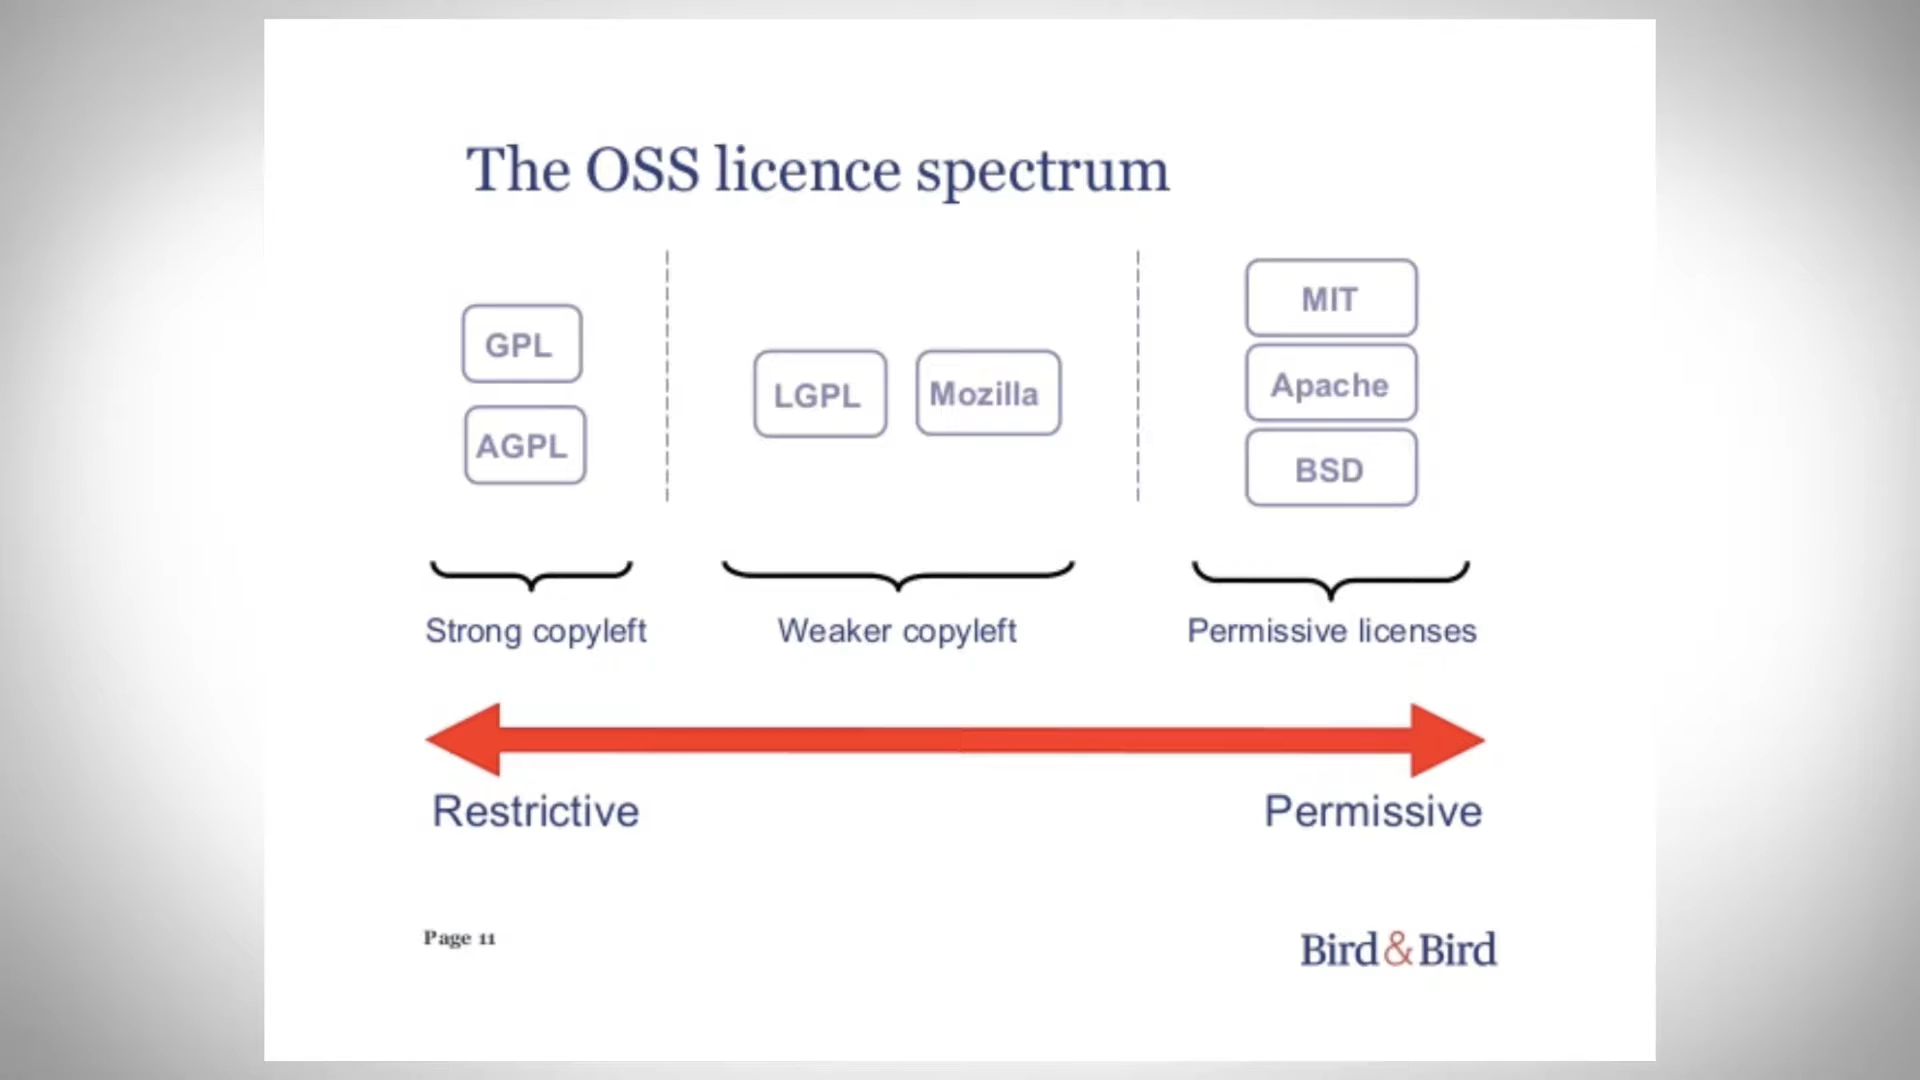 The OSS licence spectrum
GPL
AGPL
LGPL
Mozilla
MIT
Apache
BSD
Strong copyleft
Weaker copyleft
Permissive licenses
Restrictive
Permissive
Page 11
Bird&Bird